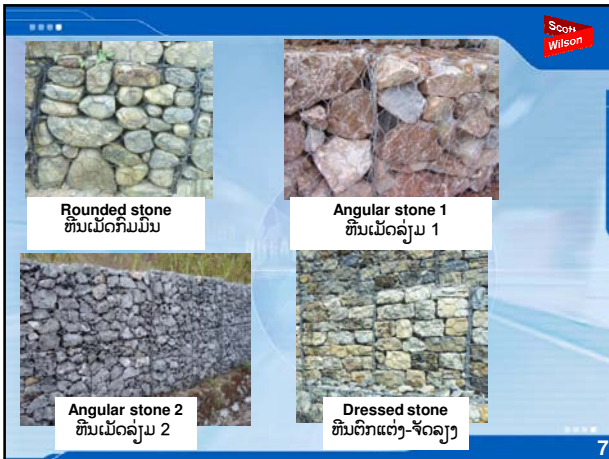 Scott
Wilson
Rounded stone
ຫີນເມັດກົມມົນ
Angular stone 1
ຫີນເມັດລ່ຽມ 1
Angular stone 2
ຫີນເມັດລ່ຽມ 2
Dressed stone
ຫີນຕົກແຕ່ງ-ຈັດລຽງ
7